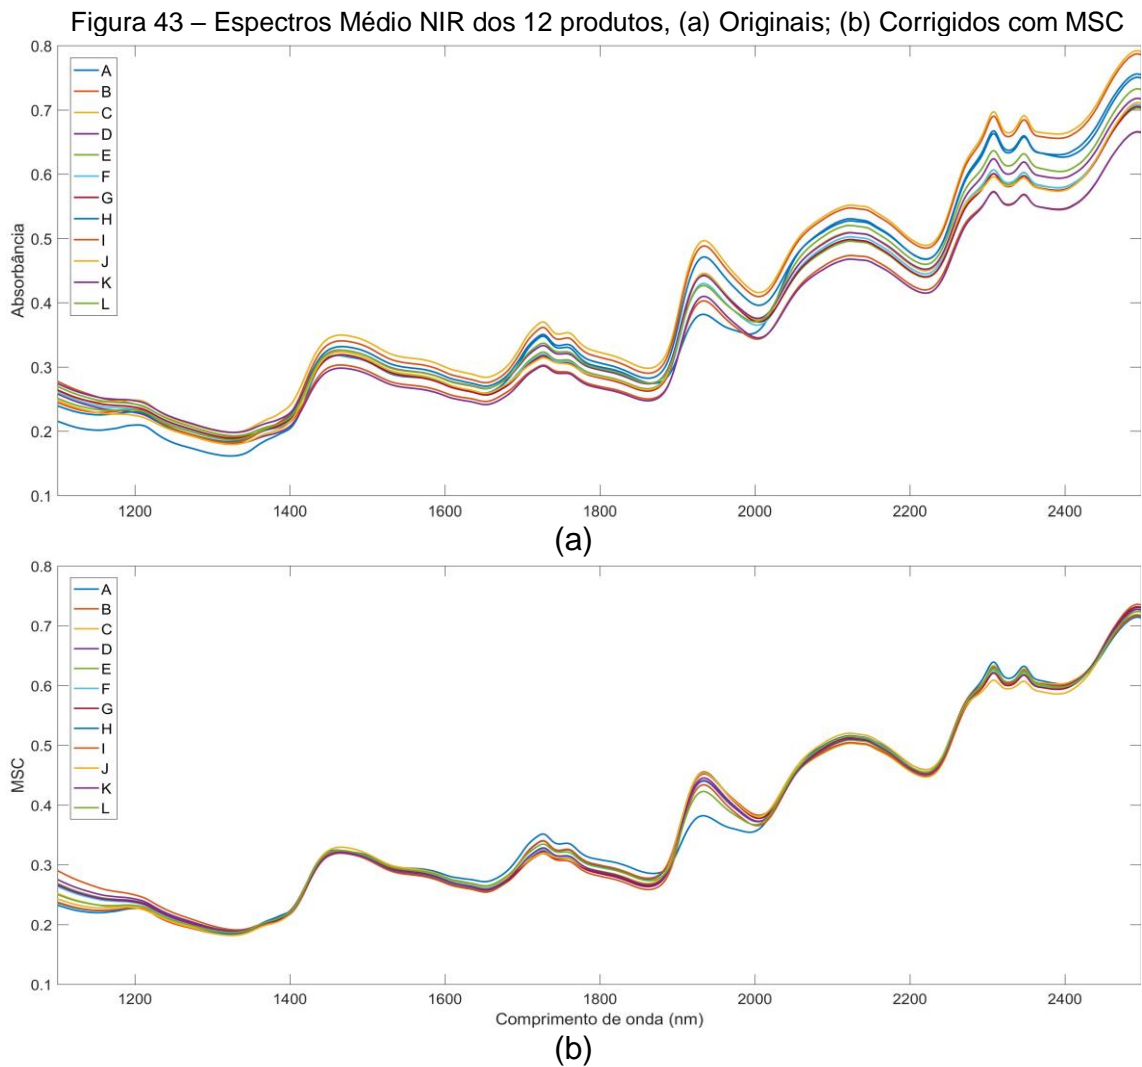 Figura 43 – Espectros Médio NIR dos 12 produtos, (a) Originais; (b) Corrigidos com MSC
0.8
0.7
0.6
0.5
0.4
0.3
0.2
0.1
Absorbância
A
B
C
D
E
F
G
H
I
J
K
L
1200 1400 1600 1800 2000 2200 2400
(a)
0.8
0.7
0.6
0.5
0.4
0.3
0.2
0.1
MSC
A
B
C
D
E
F
G
H
I
J
K
L
1200 1400 1600 1800 2000 2200 2400
Comprimento de onda (nm)
(b)